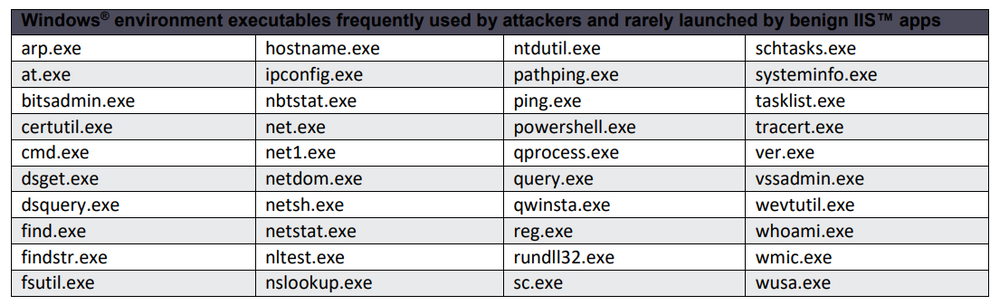 Windows® environment executables frequently used by attackers and rarely launched by benign IIS™ apps
arp.exe hostname.exe ntdutil.exe schtasks.exe
at.exe ipconfig.exe pathping.exe systeminfo.exe
bitsadmin.exe nbtstat.exe ping.exe tasklist.exe
certutil.exe net.exe powershell.exe tracert.exe
cmd.exe net1.exe qprocess.exe ver.exe
dsget.exe netdom.exe query.exe vssadmin.exe
dsquery.exe netsh.exe qwinsta.exe wevtutil.exe
find.exe netstat.exe reg.exe whoami.exe
findstr.exe nltest.exe rundll32.exe wmic.exe
fsutil.exe nslookup.exe sc.exe wusa.exe